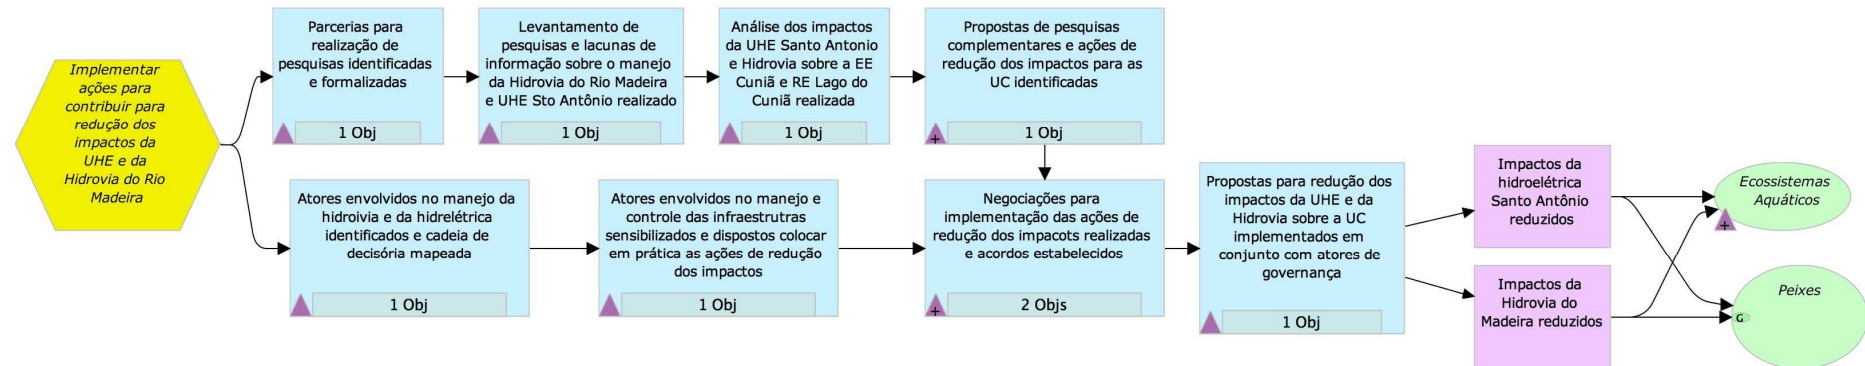 Implementar
ações para
contribuir para
redução dos
impactos da
UHE e da
Hidrovia do Rio
Madeira
Parcerias para
realização de
pesquisas identificadas
e formalizadas
1 Obj
Levantamento de
pesquisas e lacunas de
informação sobre o manejo
da Hidrovia do Rio Madeira
e UHE Sto Antônio realizado
1 Obj
Análise dos impactos
da UHE Santo Antonio
e Hidrovia sobre a EE
Cuniã e RE Lago do
Cuniã realizada
1 Obj
Propostas de pesquisas
complementares e ações de
redução dos impactos para as
UC identificadas
+
1 Obj
Atores envolvidos no manejo da
hidroivia e da hidrelétrica
identificados e cadeia de
decisória mapeada
1 Obj
Atores envolvidos no manejo e
controle das infraestrutras
sensibilizados e dispostos colocar
em prática as ações de redução
dos impactos
1 Obj
Negociações para
implementação das ações de
redução dos impacots realizadas
e acordos estabelecidos
+
2 Objs
Propostas para redução dos
impactos da UHE e da
Hidrovia sobre a UC
implementados em
conjunto com atores de
governança
1 Obj
Impactos da
hidroelétrica
Santo Antônio
reduzidos
Impactos da
Hidrovia do
Madeira reduzidos
Ecossistemas
Aquáticos
+
Peixes
G